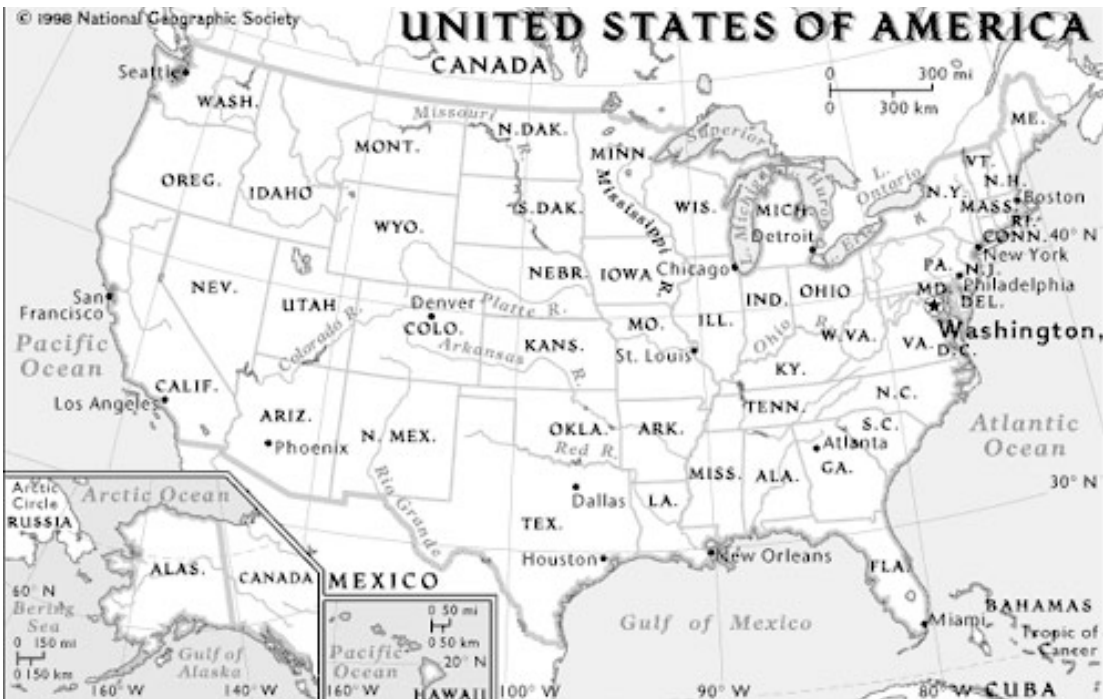 © 1998 National Geographic Society
UNITED STATES OF AMERICA
CANADA
0 300 mi
0 300 km
Seattle
WASH.
Missouri
R.
N. DAK.
MONT.
MINN.
Superior
ME.
OREG.
IDAHO
S. DAK.
Mississippi
R.
WIS.
L. Michigan
MICH.
Huron
L.
Ontario
Erie
VT.
N.H.
N.Y.
MASS.
Boston
R.I.
CONN.
40° N
New York
WYO.
Detroit
NEBR.
IOWA
Chicago
PA.
N.J.
Philadelphia
MD.
DEL.
NEV.
UTAH
Denver
Platte R.
COLO.
IND.
OHIO
ILL.
Ohio
R.
W.VA.
VA.
Washington,
D.C.
San
Francisco
Pacific
Ocean
Colorado R.
Arkansas
R.
KANS.
MO.
St. Louis
KY.
CALIF.
Los Angeles
ARIZ.
Phoenix
N. MEX.
OKLA.
Red R.
ARK.
TENN.
N.C.
S.C.
Atlanta
GA.
Atlantic
Ocean
Rio Grande
Dallas
MISS.
ALA.
LA.
TEX.
30° N
Houston
New Orleans
FLA.
Arctic
Circle
Arctic Ocean
RUSSIA
ALAS.
CANADA
60° N
Bering
Sea
0 150 mi
0 150 km
Gulf of
Alaska
160° W
140° W
MEXICO
0 50 mi
0 50 km
Pacific
Ocean
20° N
160° W
HAWAII
Gulf of Mexico
Miami
BAHAMAS
Tropic of
Cancer
100° W
90° W
80° W
CUBA